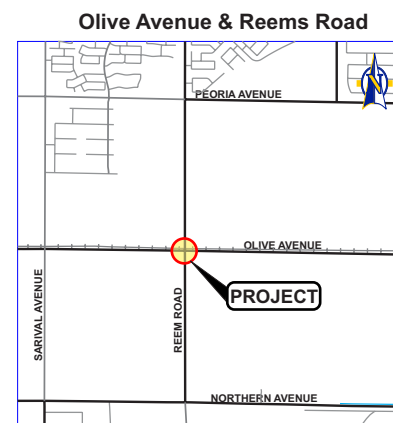 Olive Avenue & Reems Road
N
PEORIA AVENUE
OLIVE AVENUE
SARIVAL AVENUE
REEM ROAD
PROJECT
NORTHERN AVENUE